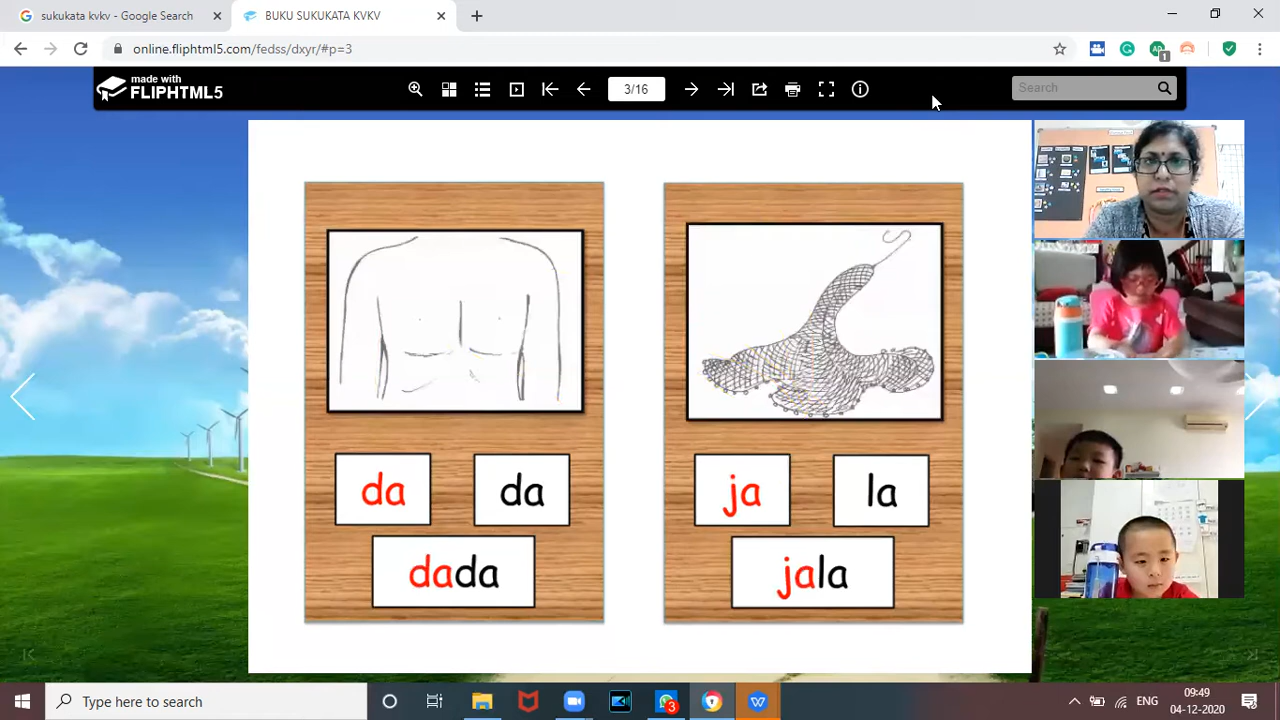 sukukata kvkv - Google Search
BUKU SUKUKATA KVKV
online.fliphtml5.com/fedss/dxyr/#p=3
made with
FLIPHTML5
3/16
Search
da da
dada
ja la
jala
Type here to search
3
ENG
09:49
04-12-2020